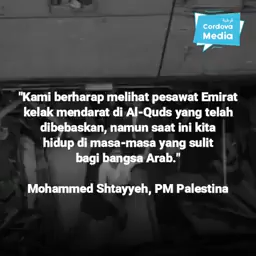 Cordova
Media
"Kami berharap melihat pesawat Emirat
kelak mendarat di Al-Quds yang telah
dibebaskan, namun saat ini kita
hidup di masa-masa yang sulit
bagi bangsa Arab."
Mohammed Shtayyeh, PM Palestina